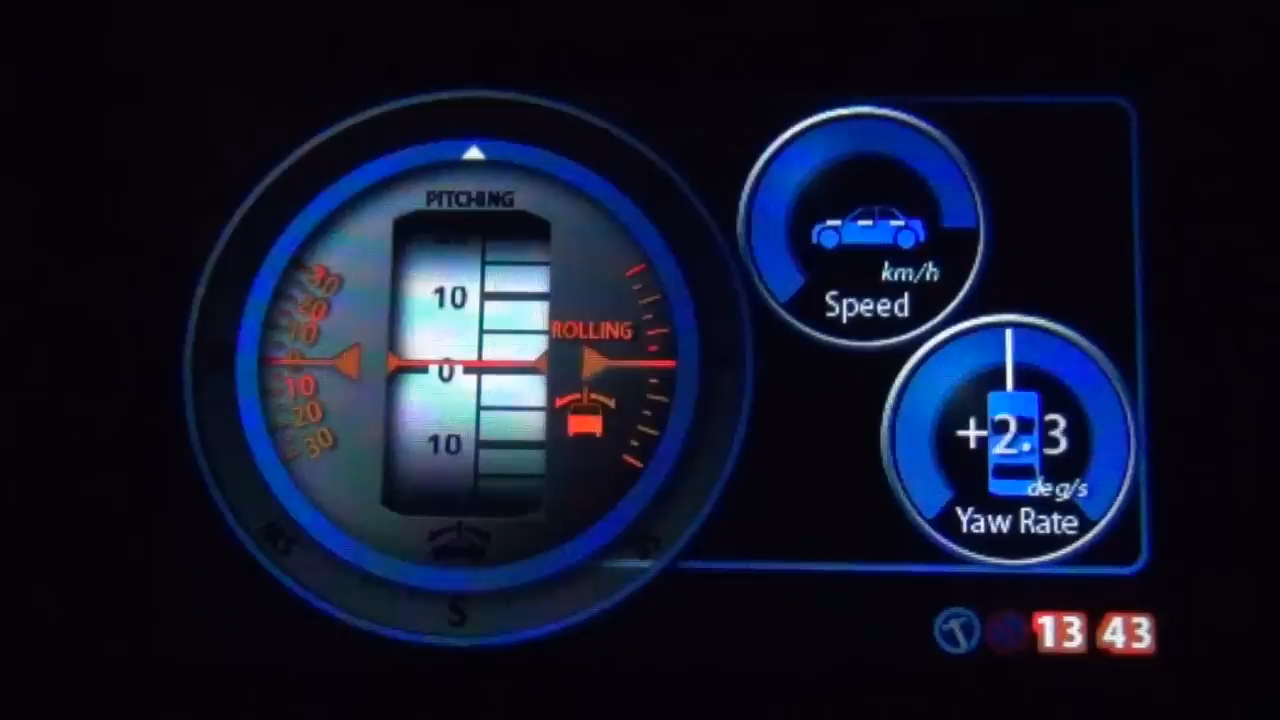 PITCHING
30
20
10
0
10
20
30
10
0
10
ROLLING
S
km/h
Speed
+2.3
deg/s
Yaw Rate
13 43